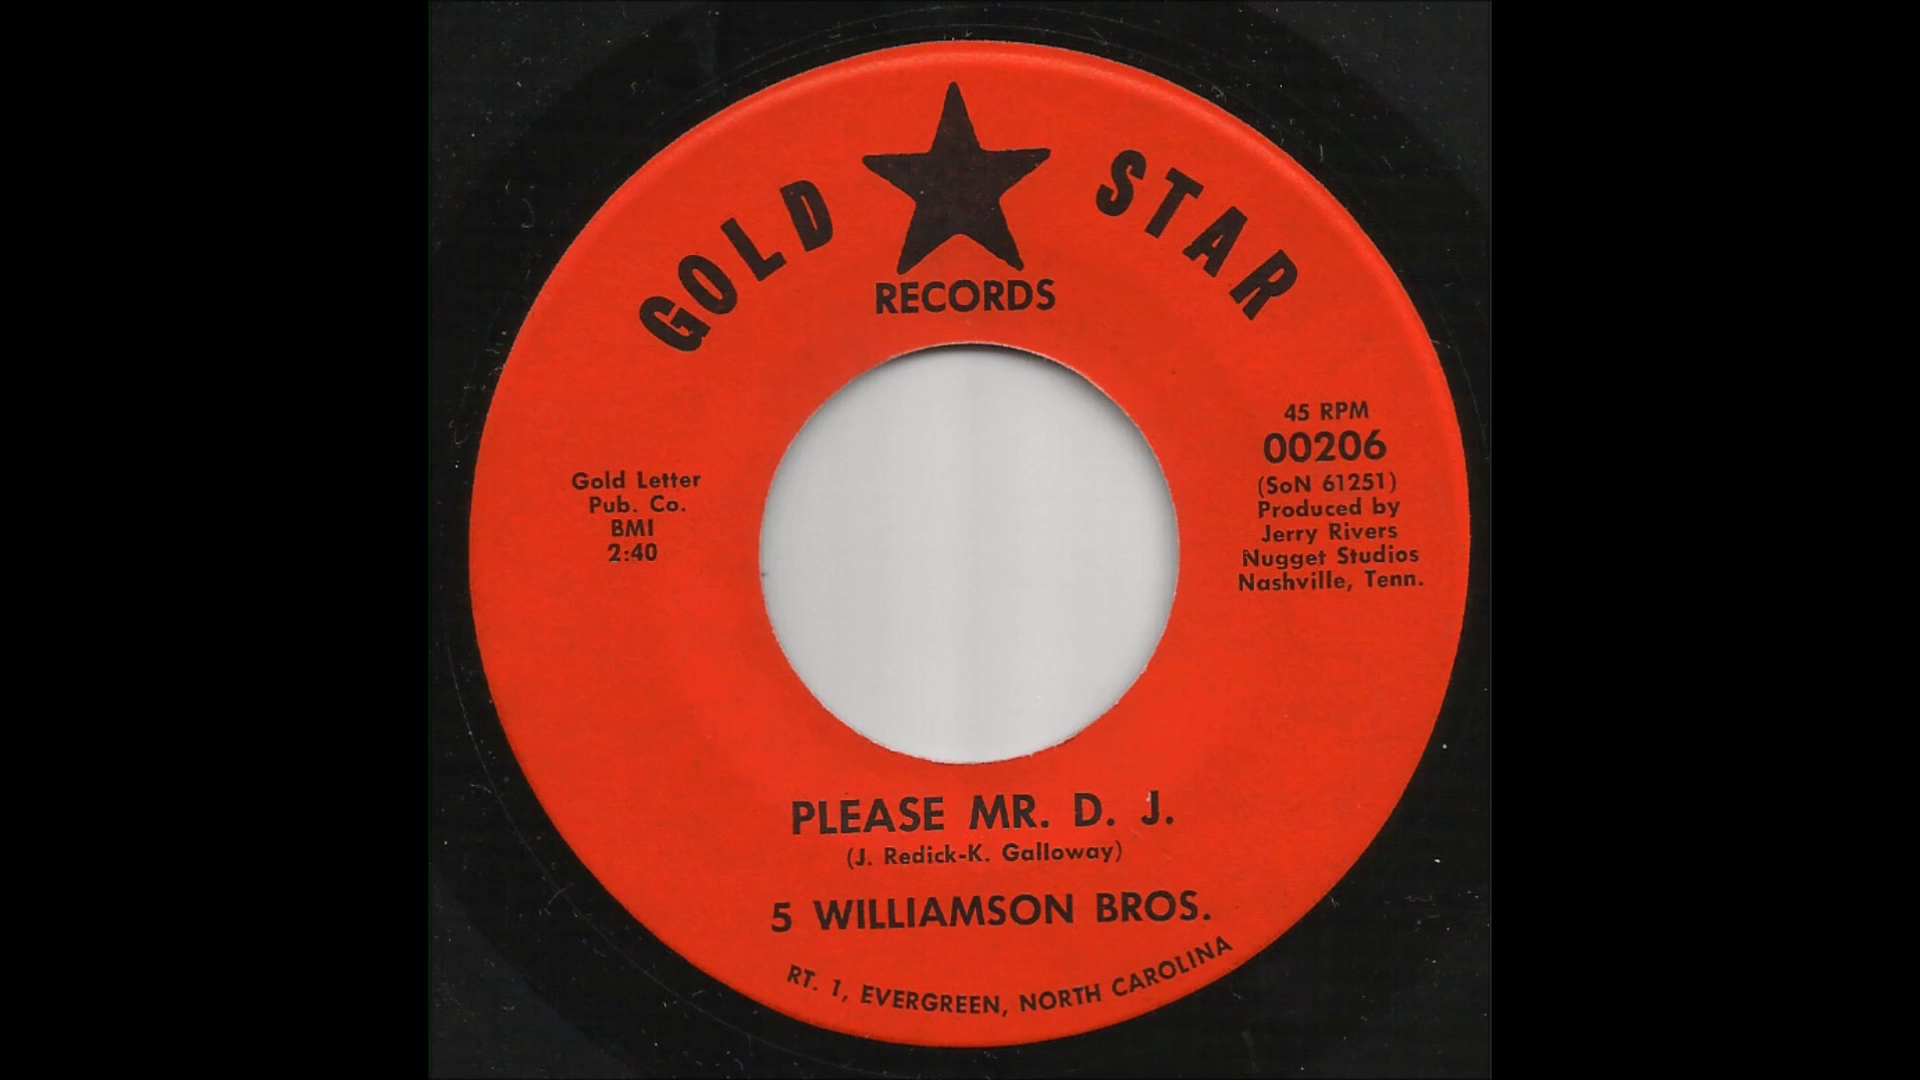 GOLD STAR
RECORDS
Gold Letter
Pub. Co.
BMI
2:40
45 RPM
00206
(SoN 61251)
Produced by
Jerry Rivers
Nugget Studios
Nashville, Tenn.
PLEASE MR. D. J.
(J. Redick-K. Galloway)
5 WILLIAMSON BROS.
RT. 1, EVERGREEN, NORTH CAROLINA